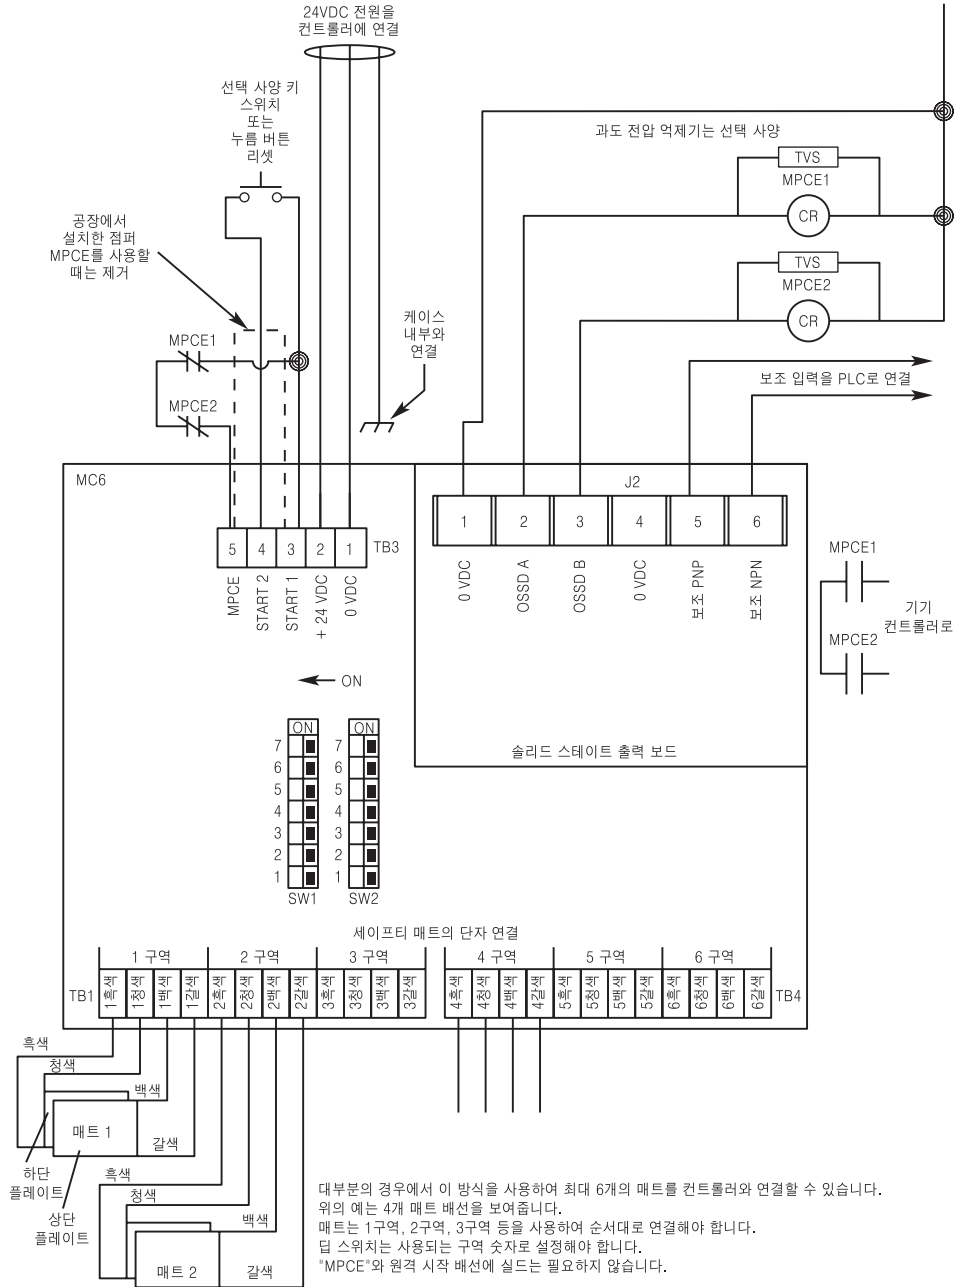 24VDC 전원을
컨트롤러에 연결
선택 사양 키
스위치
또는
누름 버튼
리셋
과도 전압 억제기는 선택 사양
TVS
MPCE1
CR
TVS
MPCE2
CR
공장에서
설치한 점퍼
MPCE를 사용할
때는 제거
케이스
내부와
연결
MPCE1
MPCE2
보조 입력을 PLC로 연결
MC6
J2
5 4 3 2 1 TB3
MPCE
START 2
START 1
+ 24 VDC
0 VDC
1 2 3 4 5 6
0 VDC
OSSD A
OSSD B
0 VDC
보조 PNP
보조 NPN
MPCE1
기기
컨트롤러로
MPCE2
ON
솔리드 스테이트 출력 보드
ON ON
7 7
6 6
5 5
4 4
3 3
2 2
1 1
SW1 SW2
세이프티 매트의 단자 연결
1 구역 2 구역 3 구역 4 구역 5 구역 6 구역
TB1 1흑색 1청색 1백색 1갈색 2흑색 2청색 2백색 2갈색 3흑색 3청색 3백색 3갈색
4흑색 4청색 4백색 4갈색 5흑색 5청색 5백색 5갈색 6흑색 6청색 6백색 6갈색 TB4
흑색
청색
백색
매트 1
갈색
하단
플레이트
상단
플레이트
흑색
청색
백색
매트 2
갈색
대부분의 경우에서 이 방식을 사용하여 최대 6개의 매트를 컨트롤러와 연결할 수 있습니다.
위의 예는 4개 매트 배선을 보여줍니다.
매트는 1구역, 2구역, 3구역 등을 사용하여 순서대로 연결해야 합니다.
딥 스위치는 사용되는 구역 숫자로 설정해야 합니다.
"MPCE"와 원격 시작 배선에 실드는 필요하지 않습니다.